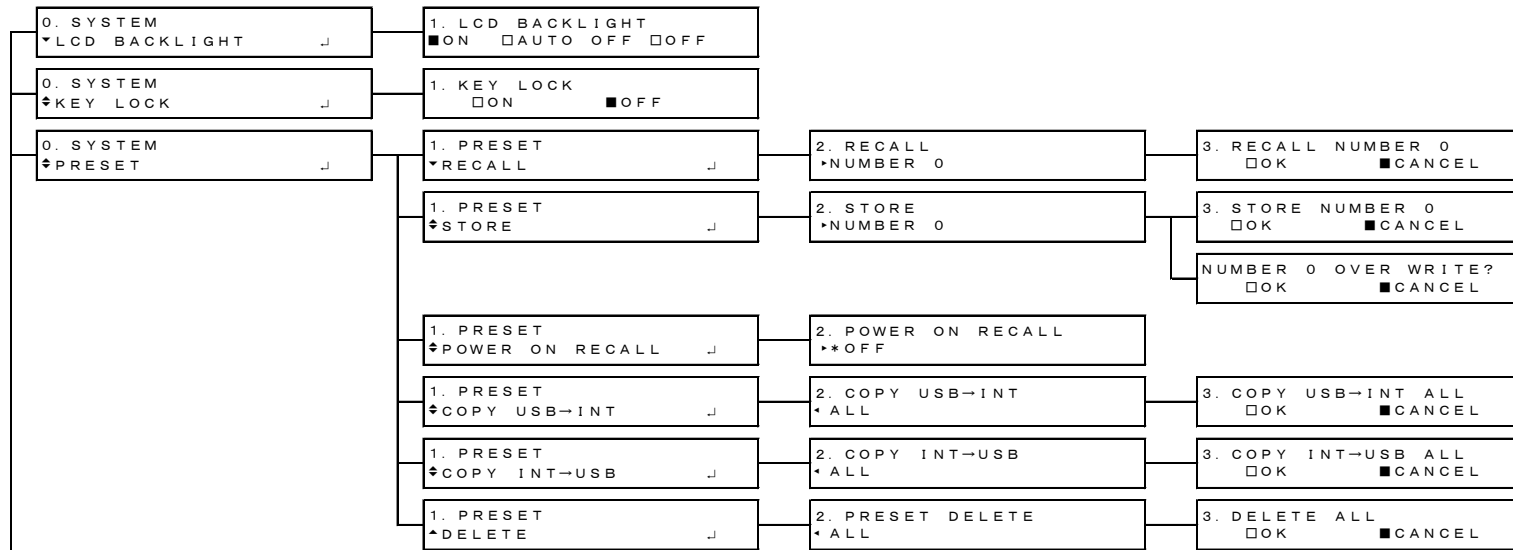 0. SYSTEM
▾LCD BACKLIGHT ↵
1. LCD BACKLIGHT
■ON □AUTO OFF □OFF
0. SYSTEM
♦KEY LOCK ↵
1. KEY LOCK
□ON ■OFF
0. SYSTEM
♦PRESET ↵
1. PRESET
▾RECALL ↵
2. RECALL
▸NUMBER 0
3. RECALL NUMBER 0
□OK ■CANCEL
1. PRESET
♦STORE ↵
2. STORE
▸NUMBER 0
3. STORE NUMBER 0
□OK ■CANCEL
NUMBER 0 OVER WRITE?
□OK ■CANCEL
1. PRESET
♦POWER ON RECALL ↵
2. POWER ON RECALL
▸*OFF
1. PRESET
♦COPY USB→INT ↵
2. COPY USB→INT
◂ ALL
3. COPY USB→INT ALL
□OK ■CANCEL
1. PRESET
♦COPY INT→USB ↵
2. COPY INT→USB
◂ ALL
3. COPY INT→USB ALL
□OK ■CANCEL
1. PRESET
▴DELETE ↵
2. PRESET DELETE
◂ ALL
3. DELETE ALL
□OK ■CANCEL